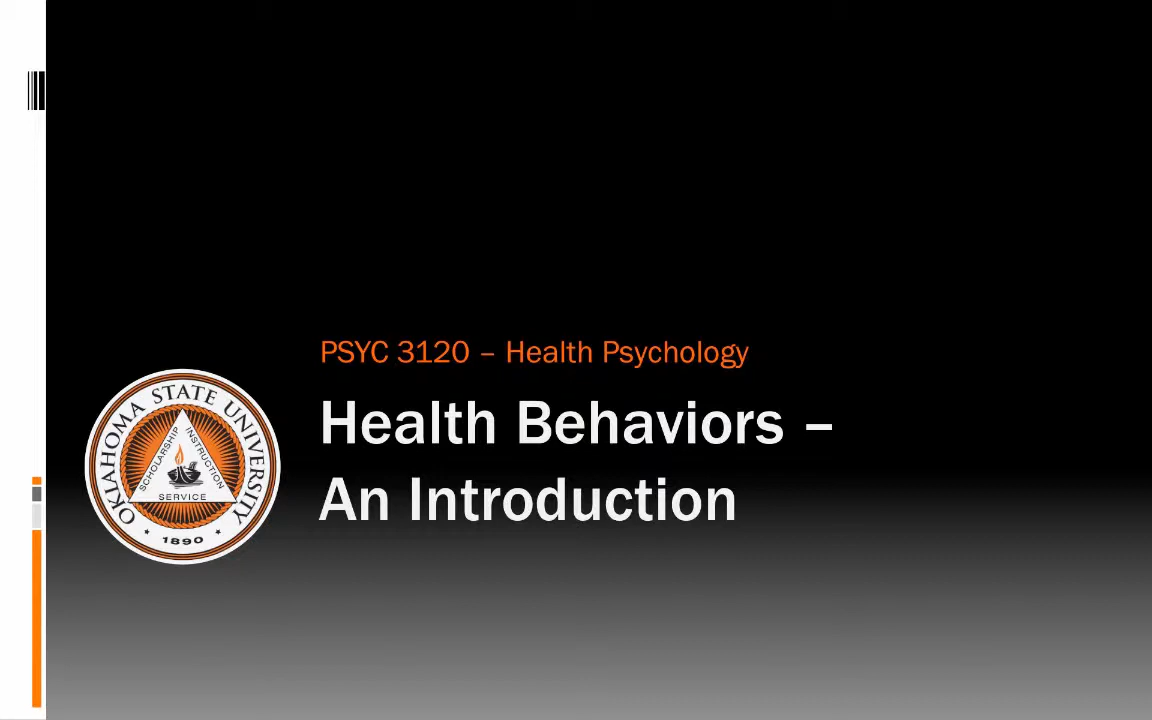 PSYC 3120 – Health Psychology
Health Behaviors –
An Introduction
OKLAHOMA STATE UNIVERSITY
SCHOLARSHIP
INSTRUCTION
SERVICE
1890